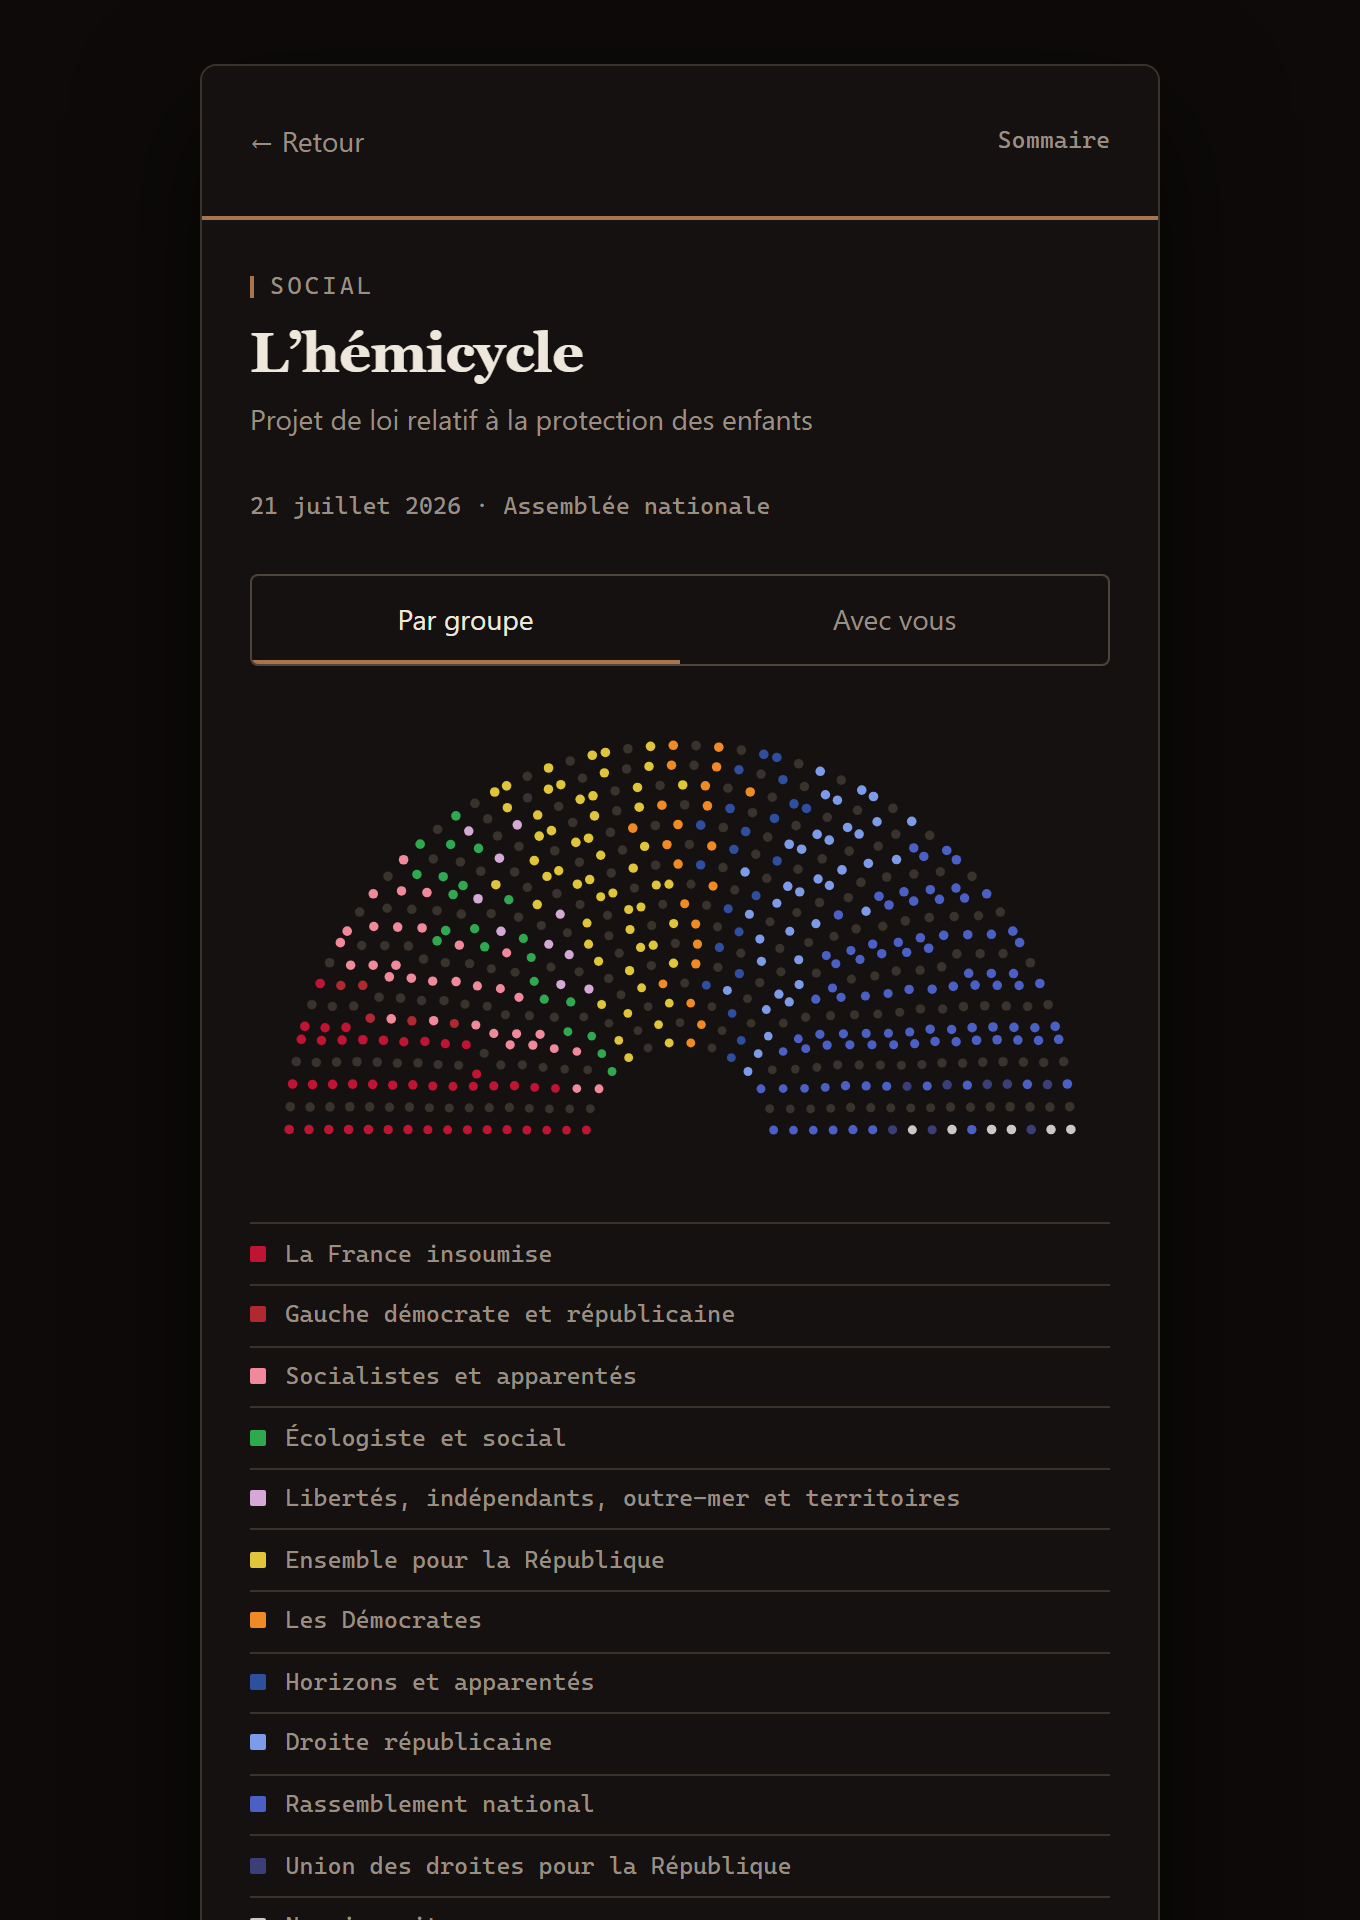 ← Retour
Sommaire
SOCIAL
L’hémicycle
Projet de loi relatif à la protection des enfants
21 juillet 2026 · Assemblée nationale
Par groupe
Avec vous
La France insoumise
Gauche démocrate et républicaine
Socialistes et apparentés
Écologiste et social
Libertés, indépendants, outre-mer et territoires
Ensemble pour la République
Les Démocrates
Horizons et apparentés
Droite républicaine
Rassemblement national
Union des droites pour la République